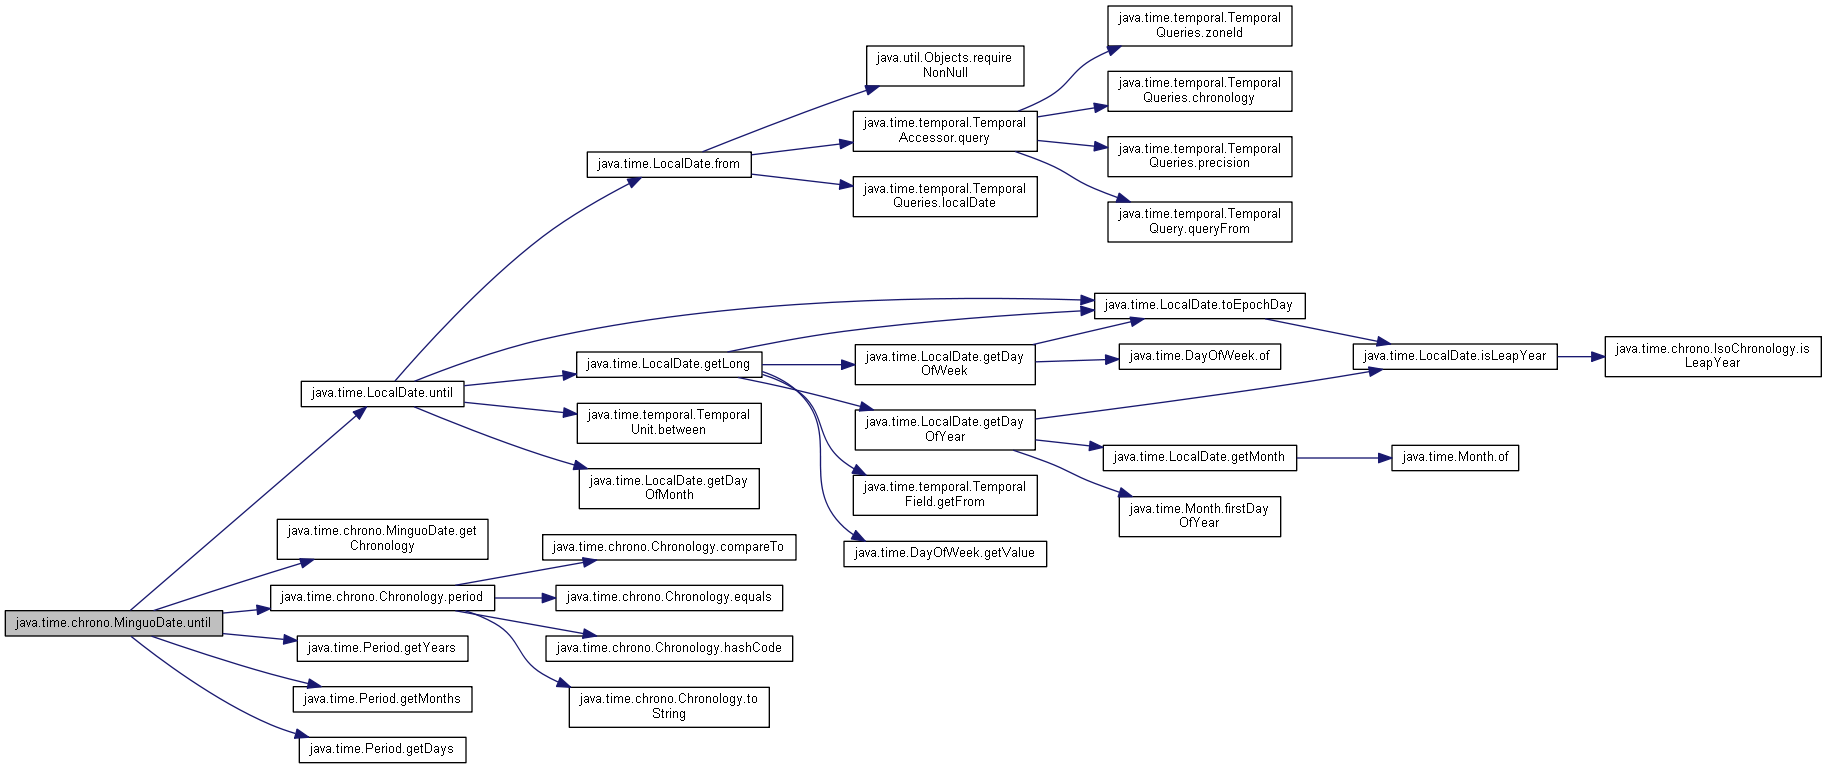 java.time.temporal.Temporal
Queries.zoneId
java.util.Objects.require
NonNull
java.time.temporal.Temporal
Queries.chronology
java.time.temporal.Temporal
Accessor.query
java.time.LocalDate.from
java.time.temporal.Temporal
Queries.precision
java.time.temporal.Temporal
Queries.localDate
java.time.temporal.Temporal
Query.queryFrom
java.time.LocalDate.toEpochDay
java.time.LocalDate.getLong
java.time.LocalDate.getDay
OfWeek
java.time.DayOfWeek.of
java.time.LocalDate.isLeapYear
java.time.chrono.IsoChronology.is
LeapYear
java.time.LocalDate.until
java.time.temporal.Temporal
Unit.between
java.time.LocalDate.getDay
OfYear
java.time.LocalDate.getMonth
java.time.Month.of
java.time.LocalDate.getDay
OfMonth
java.time.temporal.Temporal
Field.getFrom
java.time.Month.firstDay
OfYear
java.time.chrono.MinguoDate.get
Chronology
java.time.chrono.Chronology.compareTo
java.time.DayOfWeek.getValue
java.time.chrono.Chronology.period
java.time.chrono.Chronology.equals
java.time.chrono.MinguoDate.until
java.time.Period.getYears
java.time.chrono.Chronology.hashCode
java.time.Period.getMonths
java.time.chrono.Chronology.to
String
java.time.Period.getDays